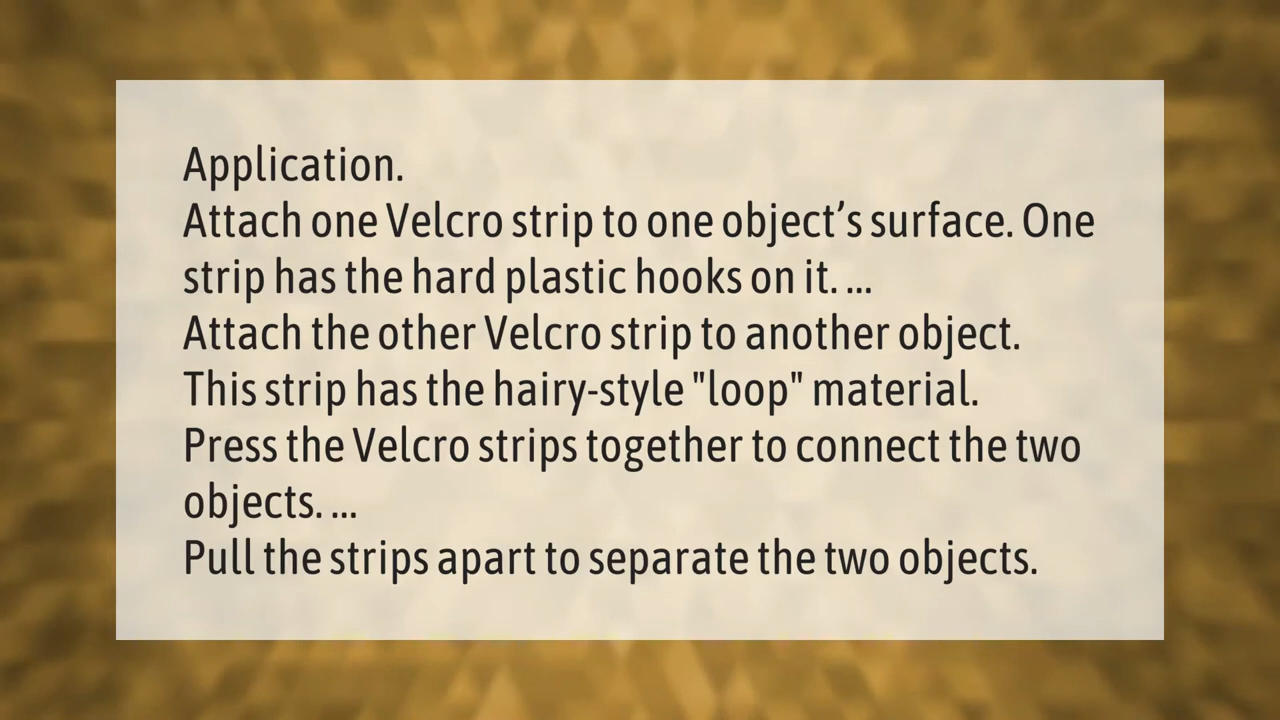 Application.
Attach one Velcro strip to one object’s surface. One
strip has the hard plastic hooks on it. ...
Attach the other Velcro strip to another object.
This strip has the hairy-style "loop" material.
Press the Velcro strips together to connect the two
objects. ...
Pull the strips apart to separate the two objects.